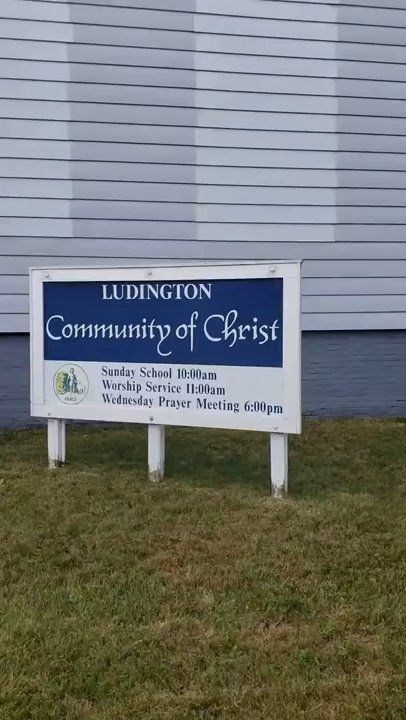 LUDINGTON
Community of Christ
Sunday School 10:00am
Worship Service 11:00am
Wednesday Prayer Meeting 6:00pm